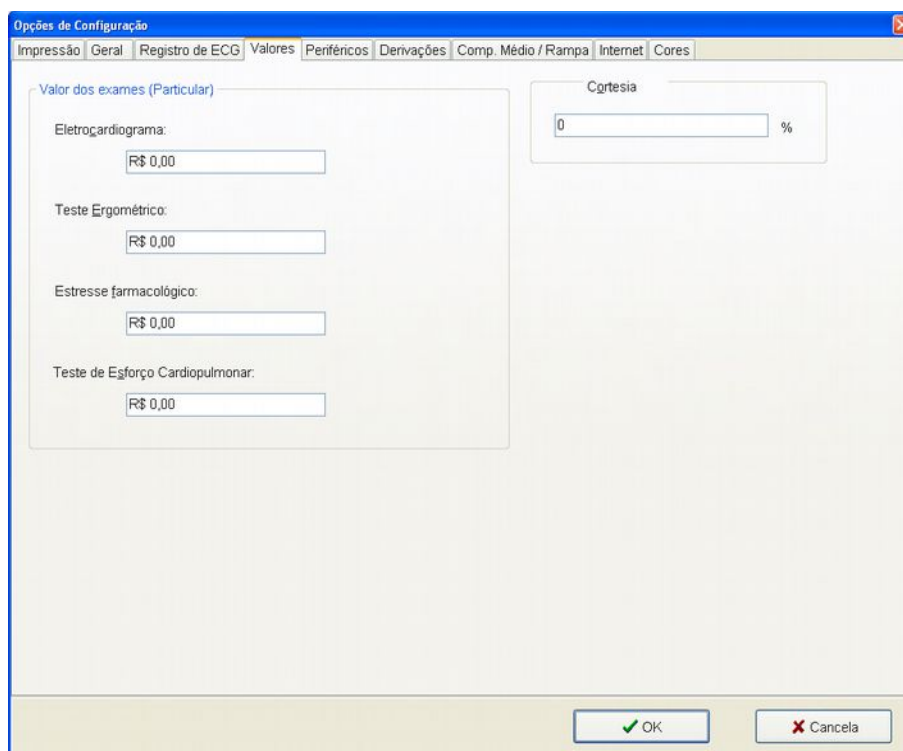 Opções de Configuração
Impressão Geral Registro de ECG Valores Periféricos Derivações Comp. Médio / Rampa Internet Cores
Valor dos exames (Particular)
Eletrocardiograma:
R$ 0,00
Teste Ergométrico:
R$ 0,00
Estresse farmacológico:
R$ 0,00
Teste de Esforço Cardiopulmonar:
R$ 0,00
Cortesia
0 %
OK Cancela